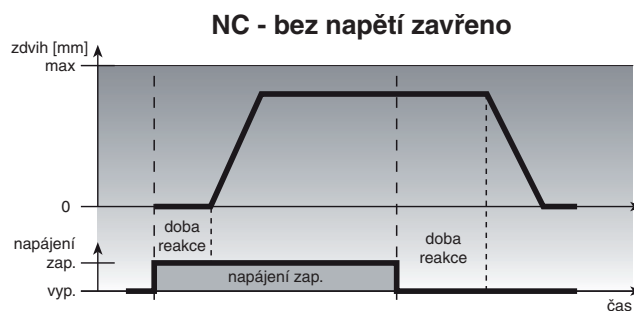 NC - bez napětí zavřeno
zdvih [mm]
max
0
doba
reakce
doba
reakce
napájení
zap.
napájení zap.
vyp.
čas